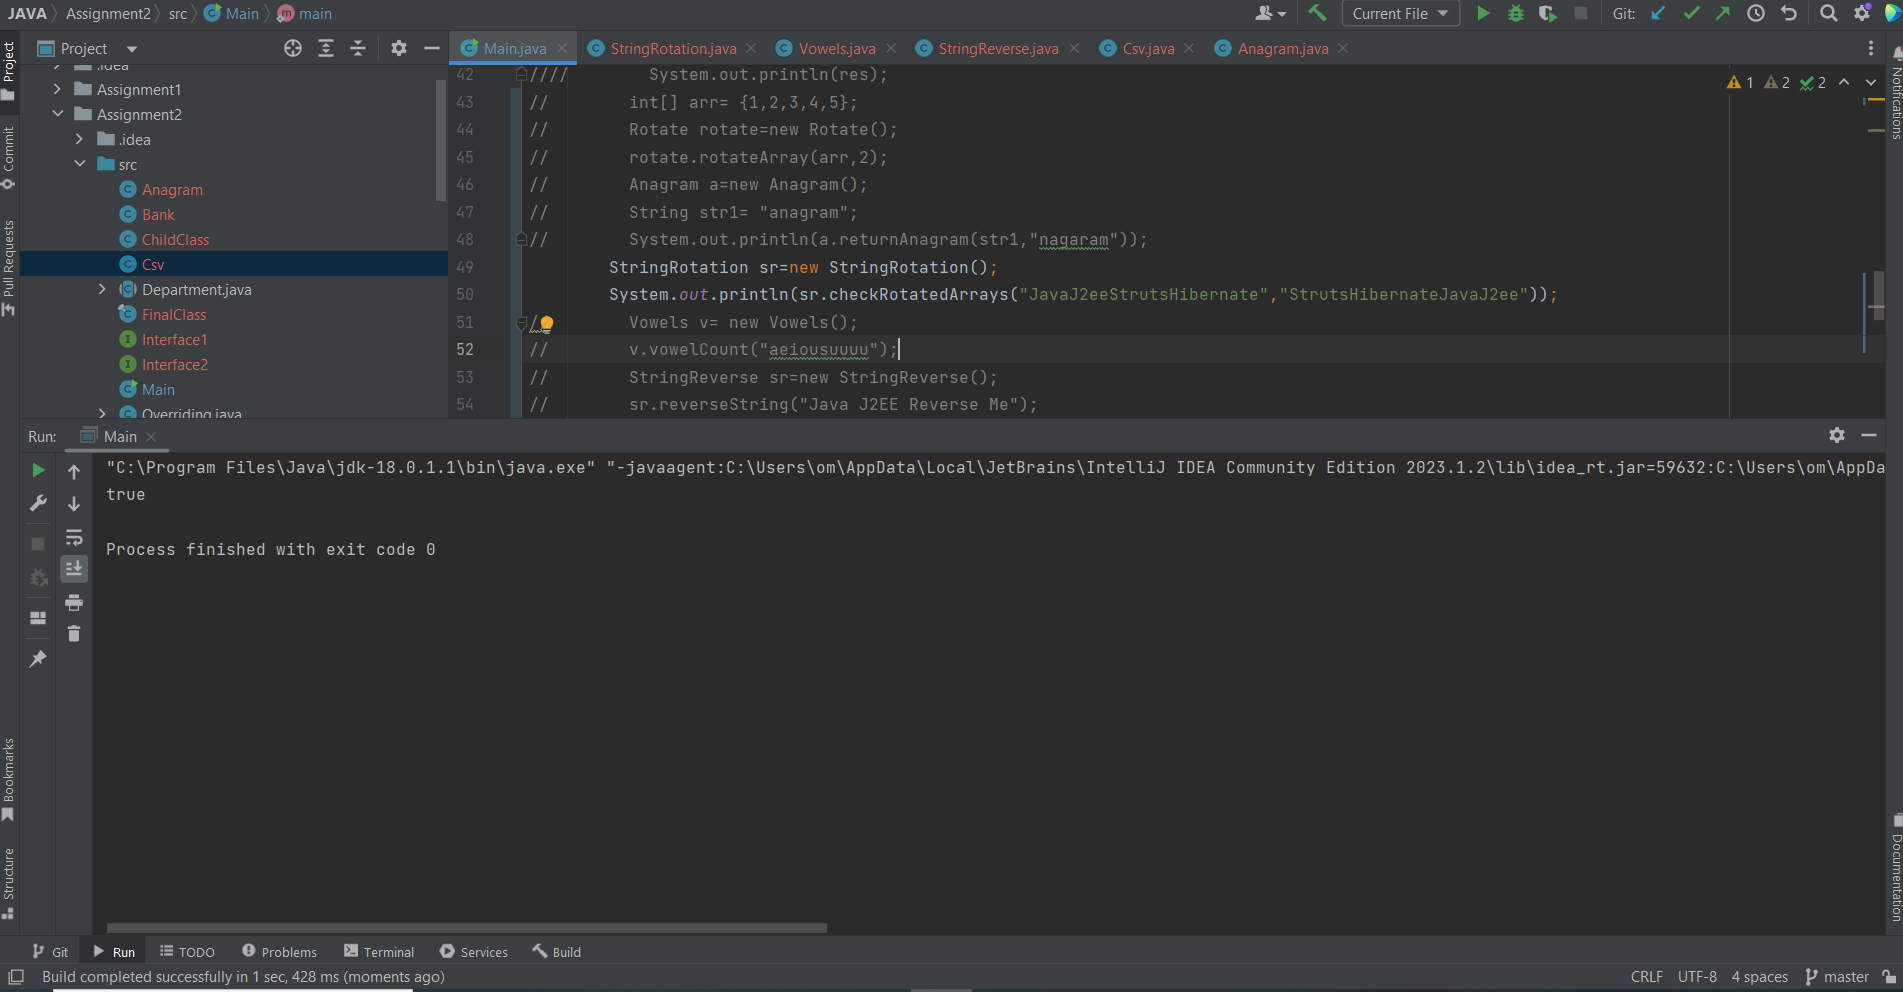 JAVA Assignment2 src Main main Current File Git:
Project
Main.java StringRotation.java Vowels.java StringReverse.java Csv.java Anagram.java
.idea
Assignment1
Assignment2
.idea
src
Anagram
Bank
ChildClass
Csv
Department.java
FinalClass
Interface1
Interface2
Main
Overriding.java
42 //// System.out.println(res);
43 // int[] arr= {1,2,3,4,5};
44 // Rotate rotate=new Rotate();
45 // rotate.rotateArray(arr,2);
46 // Anagram a=new Anagram();
47 // String str1= "anagram";
48 // System.out.println(a.returnAnagram(str1,"nagaram"));
49 StringRotation sr=new StringRotation();
50 System.out.println(sr.checkRotatedArrays("JavaJ2eeStrutsHibernate","StrutsHibernateJavaJ2ee"));
51 / Vowels v= new Vowels();
52 // v.vowelCount("aeiousuuuu");
53 // StringReverse sr=new StringReverse();
54 // sr.reverseString("Java J2EE Reverse Me");
1 2 2
Run: Main
"C:\Program Files\Java\jdk-18.0.1.1\bin\java.exe" "-javaagent:C:\Users\om\AppData\Local\JetBrains\IntelliJ IDEA Community Edition 2023.1.2\lib\idea_rt.jar=59632:C:\Users\om\AppDa
true
Process finished with exit code 0
Project
Commit
Pull Requests
Bookmarks
Structure
Notifications
Documentation
Git Run TODO Problems Terminal Services Build
Build completed successfully in 1 sec, 428 ms (moments ago) CRLF UTF-8 4 spaces master